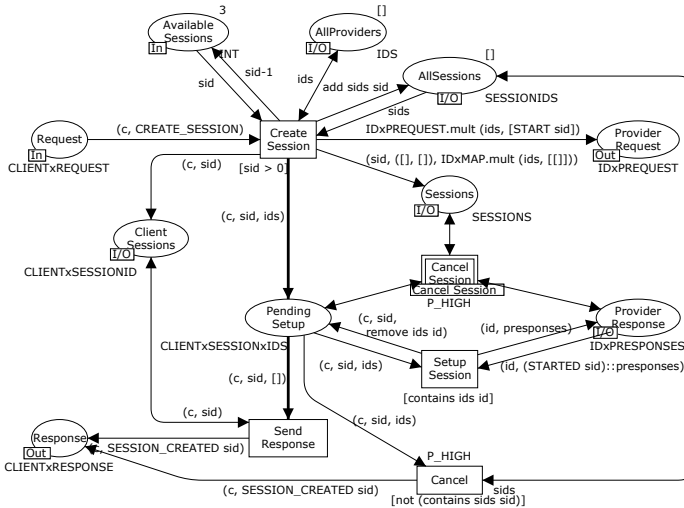 3
Available
Sessions
In
INT
[]
AllProviders
I/O
IDS
[]
AllSessions
I/O
SESSIONIDS
sid
sid-1
ids
add sids sid
sids
Request
In
CLIENTxREQUEST
(c, CREATE_SESSION)
Create
Session
[sid > 0]
IDxPREQUEST.mult (ids, [START sid])
Provider
Request
Out
IDxPREQUEST
(c, sid)
(sid, ([], []), IDxMAP.mult (ids, [[]]))
Sessions
I/O
SESSIONS
(c, sid, ids)
Client
Sessions
I/O
CLIENTxSESSIONID
Cancel
Session
Cancel Session
P_HIGH
Pending
Setup
CLIENTxSESSIONxIDS
(c, sid,
remove ids id)
(id, presponses)
Provider
Response
I/O
IDxPRESPONSES
(c, sid, ids)
Setup
Session
(id, (STARTED sid)::presponses)
[contains ids id]
(c, sid, [])
(c, sid)
(c, sid, ids)
Response
Out
CLIENTxRESPONSE
(c, SESSION_CREATED sid)
Send
Response
P_HIGH
Cancel
(c, SESSION_CREATED sid)
sids
[not (contains sids sid)]